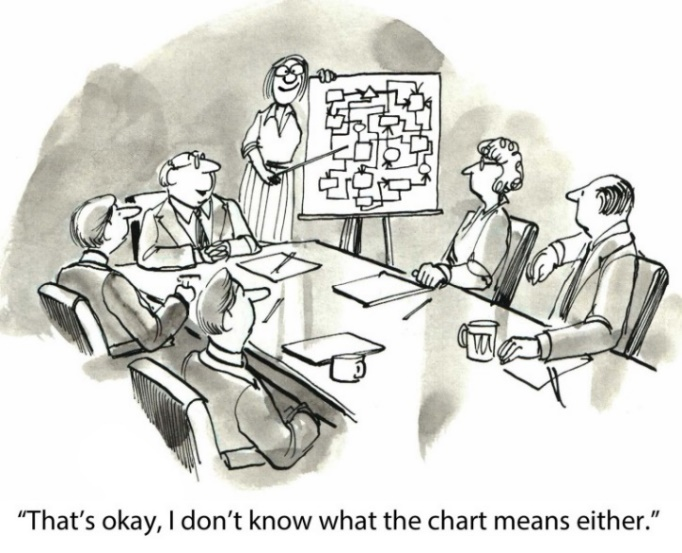 “That’s okay, I don’t know what the chart means either.”